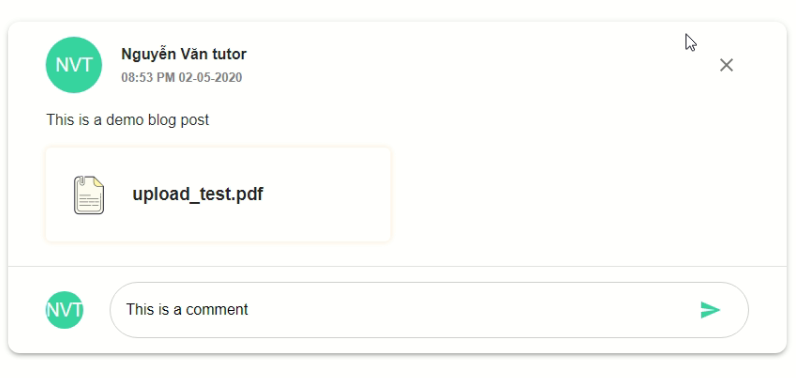 NVT
Nguyễn Văn tutor
08:53 PM 02-05-2020
This is a demo blog post
upload_test.pdf
NVT
This is a comment